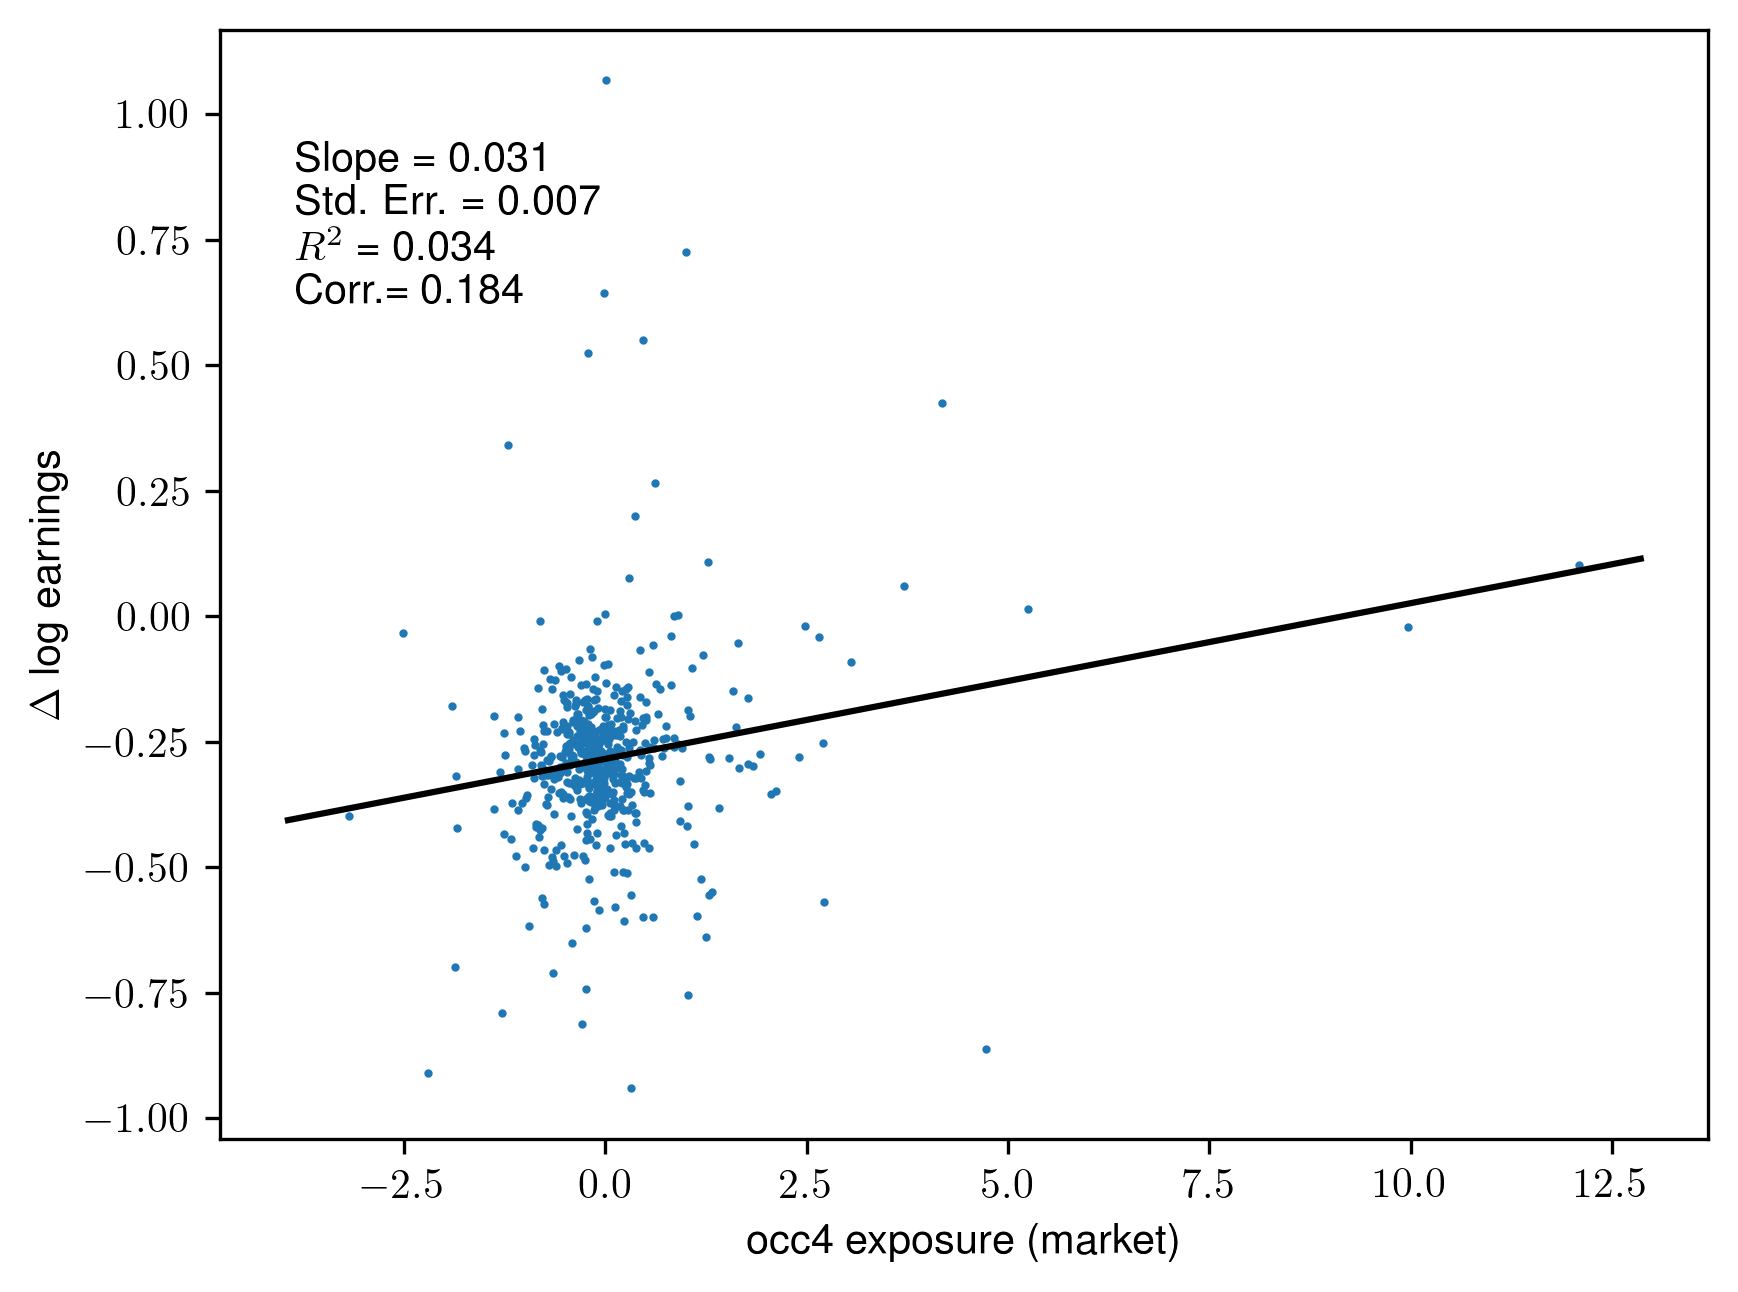 1.00
0.75
0.50
0.25
0.00
−0.25
−0.50
−0.75
−1.00
Δ log earnings
Slope = 0.031
Std. Err. = 0.007
R² = 0.034
Corr.= 0.184
−2.5 0.0 2.5 5.0 7.5 10.0 12.5
occ4 exposure (market)